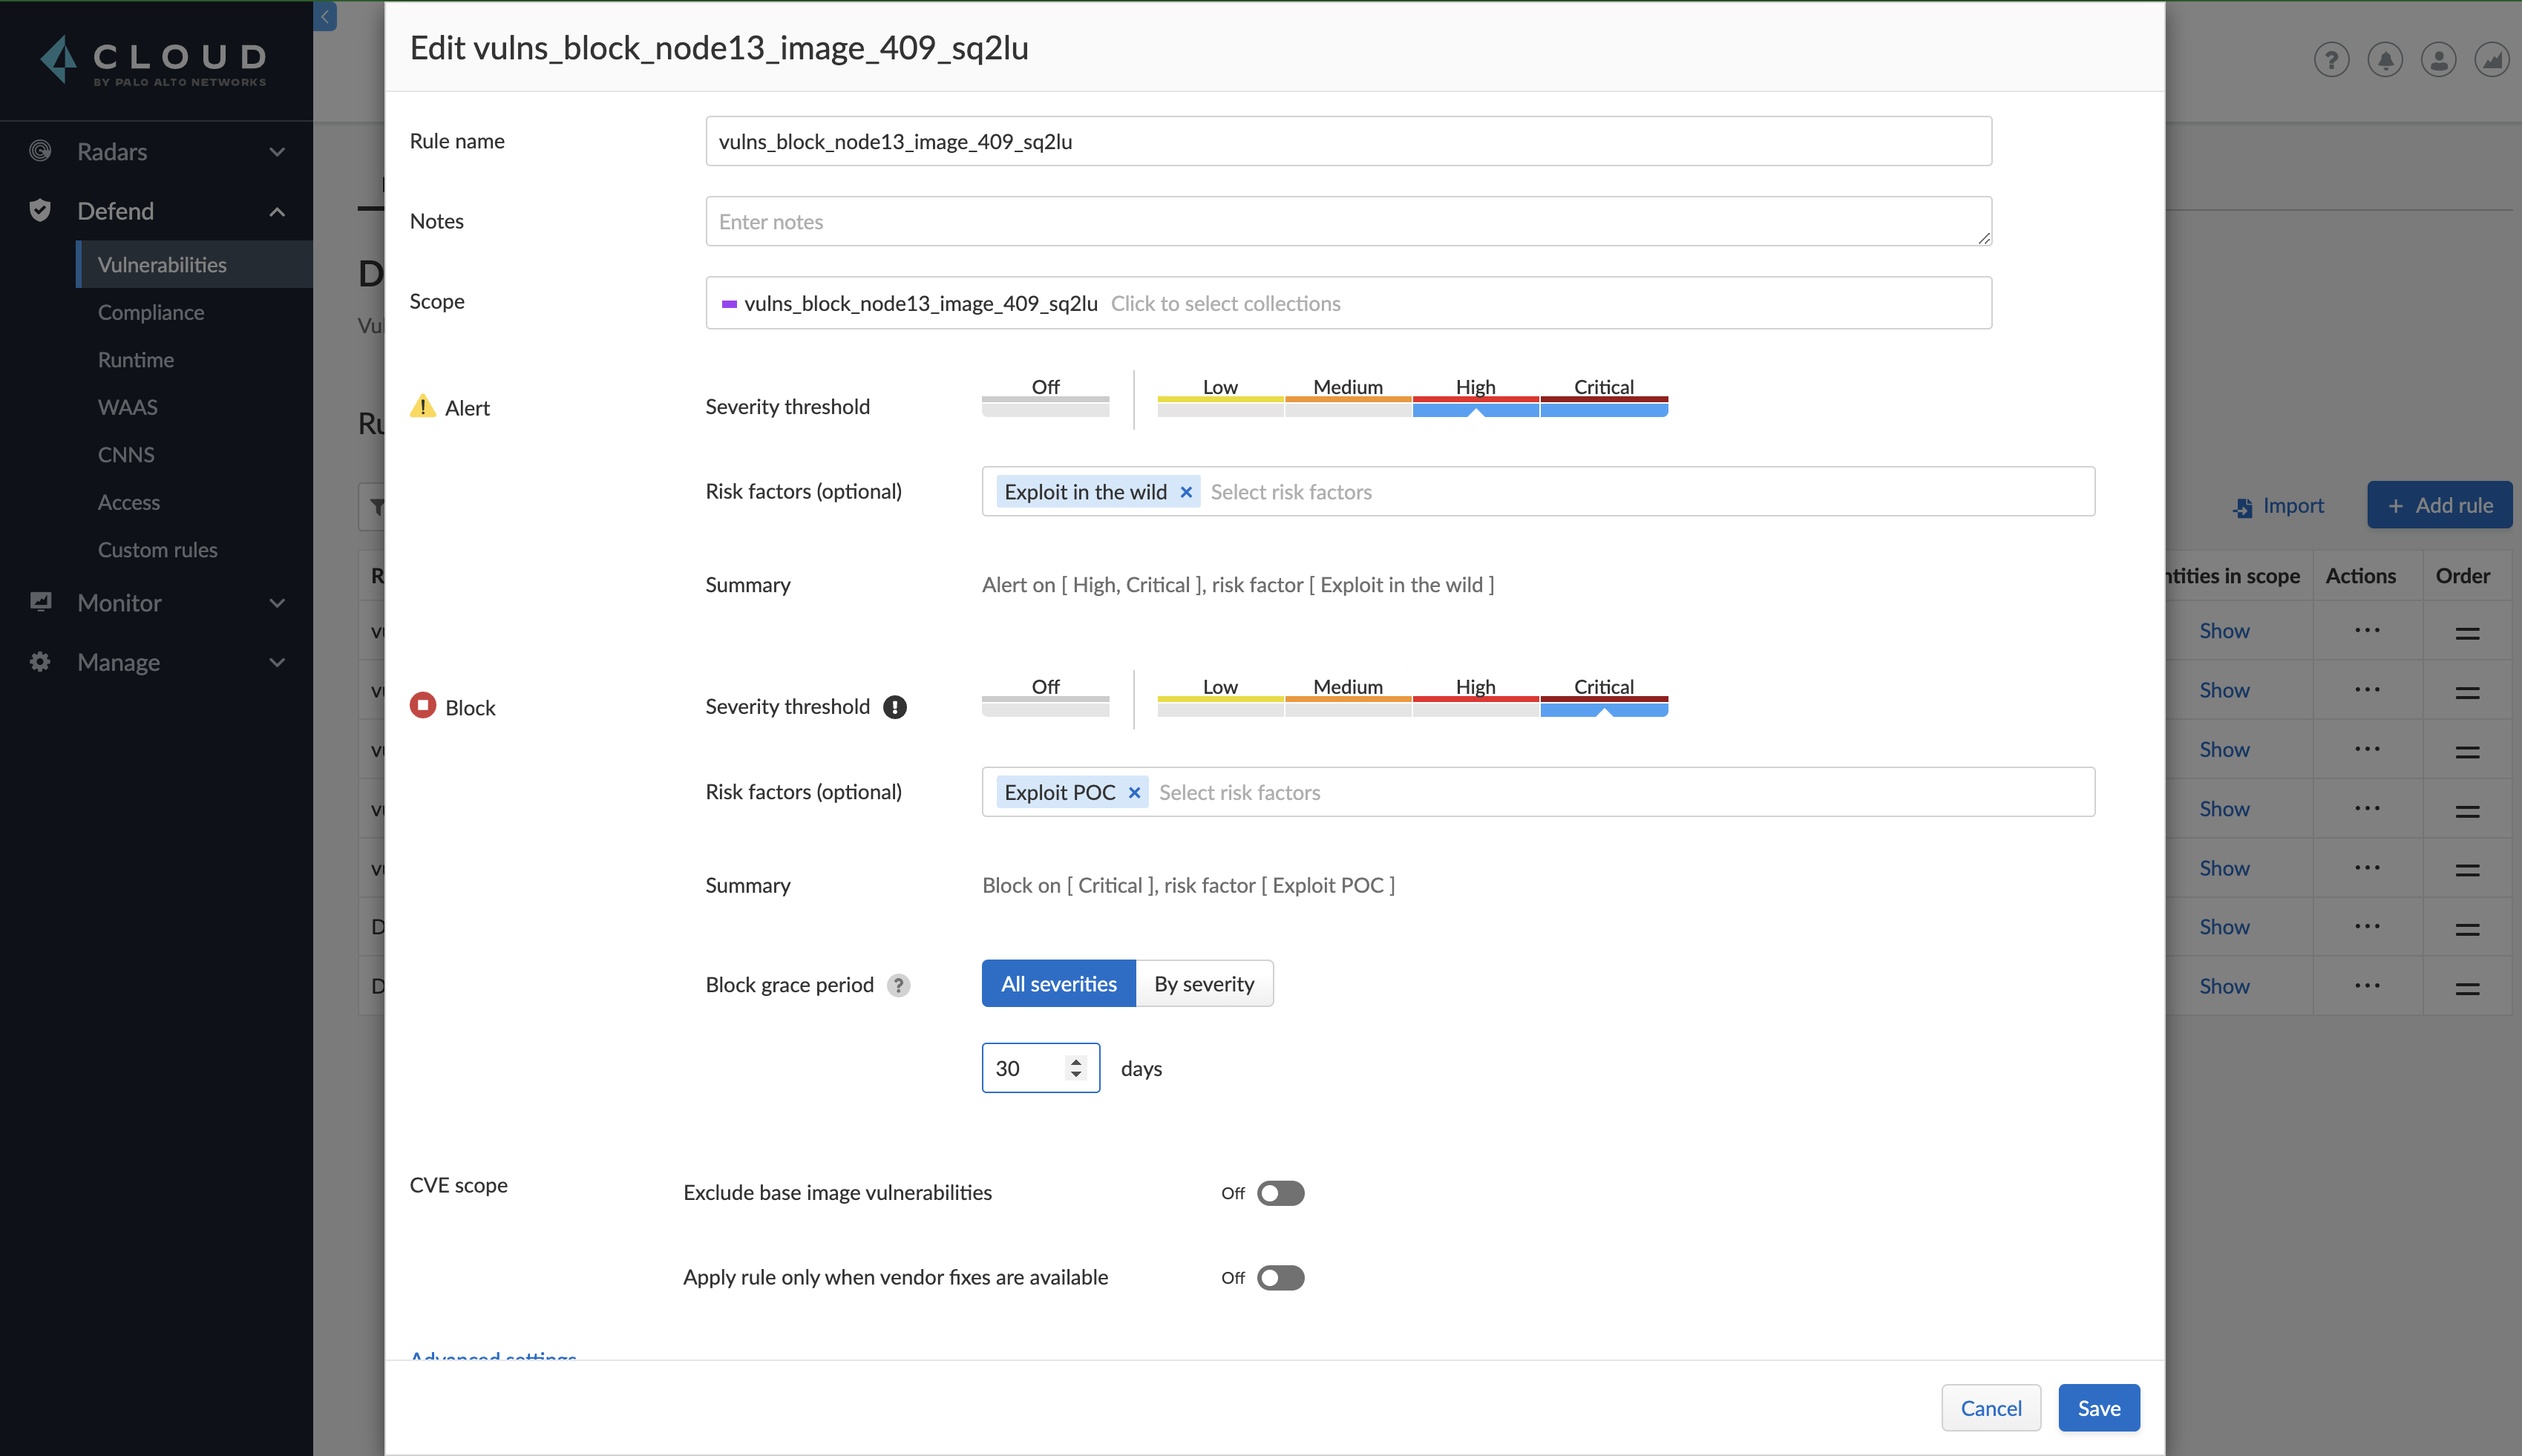 CLOUD
BY PALO ALTO NETWORKS
Radars
Defend
Vulnerabilities
Compliance
Runtime
WAAS
CNNS
Access
Custom rules
Monitor
Manage
Edit vulns_block_node13_image_409_sq2lu
Rule name
vulns_block_node13_image_409_sq2lu
Notes
Enter notes
Scope
vulns_block_node13_image_409_sq2lu Click to select collections
Alert
Severity threshold
Off Low Medium High Critical
Risk factors (optional)
Exploit in the wild × Select risk factors
Summary
Alert on [ High, Critical ], risk factor [ Exploit in the wild ]
Block
Severity threshold
Off Low Medium High Critical
Risk factors (optional)
Exploit POC × Select risk factors
Summary
Block on [ Critical ], risk factor [ Exploit POC ]
Block grace period ?
All severities By severity
30 days
CVE scope
Exclude base image vulnerabilities Off
Apply rule only when vendor fixes are available Off
Advanced settings
Cancel Save
Import + Add rule
in scope Actions Order
Show
Show
Show
Show
Show
Show
Show